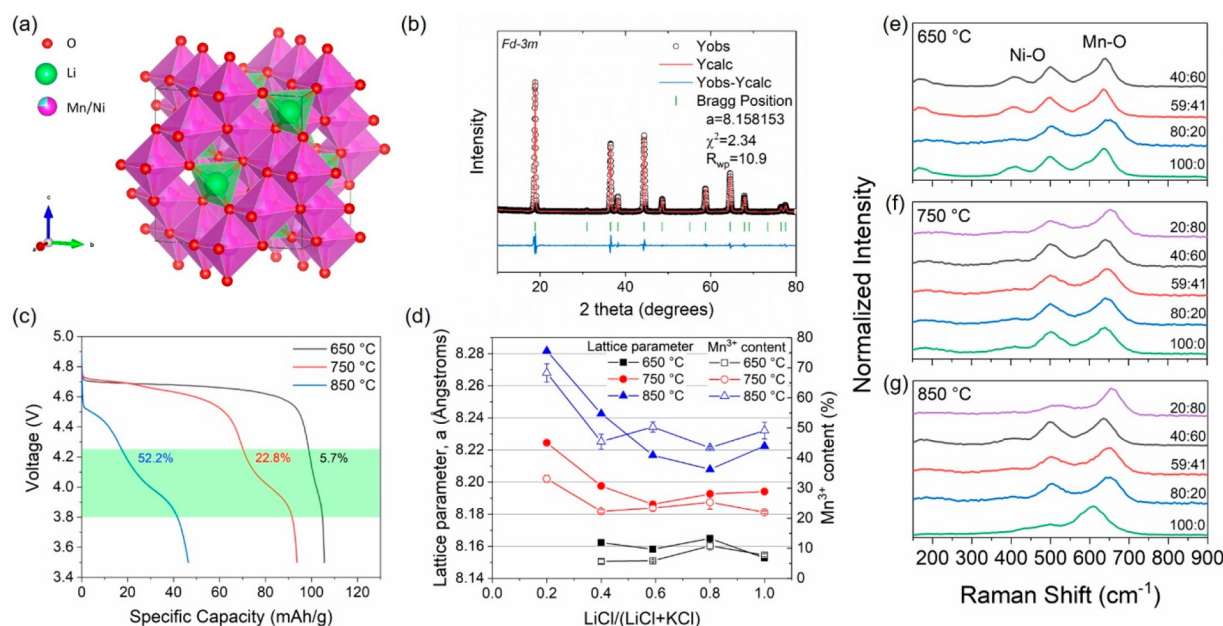 (a)
O
Li
Mn/Ni
c
b
a
(b)
Fd-3m
Yobs
Ycalc
Yobs-Ycalc
Bragg Position
a=8.158153
χ²=2.34
Rwp=10.9
Intensity
20 40 60 80
2 theta (degrees)
(c)
650 °C
750 °C
850 °C
52.2% 22.8% 5.7%
Voltage (V)
5.0
4.8
4.6
4.4
4.2
4.0
3.8
3.6
3.4
0 20 40 60 80 100 120
Specific Capacity (mAh/g)
(d)
Lattice parameter Mn³⁺ content
650 °C 650 °C
750 °C 750 °C
850 °C 850 °C
Lattice parameter, a (Ångstroms)
8.28
8.26
8.24
8.22
8.20
8.18
8.16
8.14
Mn³⁺ content (%)
80
70
60
50
40
30
20
10
0
0.0 0.2 0.4 0.6 0.8 1.0
LiCl/(LiCl+KCl)
Normalized Intensity
(e)
650 °C
Ni-O Mn-O
40:60
59:41
80:20
100:0
(f)
750 °C
20:80
40:60
59:41
80:20
100:0
(g)
850 °C
20:80
40:60
59:41
80:20
100:0
200 300 400 500 600 700 800 900
Raman Shift (cm⁻¹)